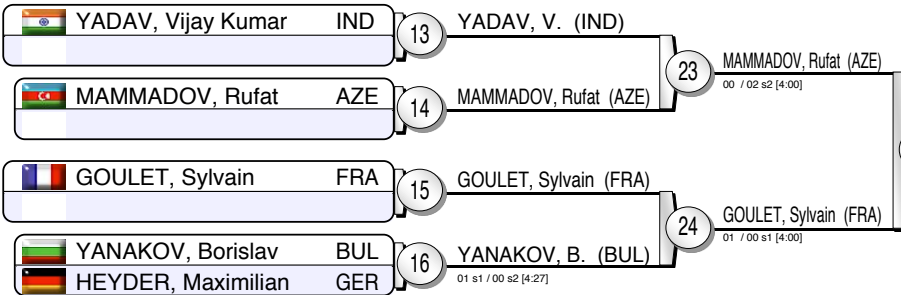 YADAV, Vijay Kumar IND
13
YADAV, V. (IND)
MAMMADOV, Rufat AZE
14
MAMMADOV, Rufat (AZE)
23
MAMMADOV, Rufat (AZE)
00 / 02 s2 [4:00]
GOULET, Sylvain FRA
15
GOULET, Sylvain (FRA)
24
GOULET, Sylvain (FRA)
01 / 00 s1 [4:00]
YANAKOV, Borislav BUL
HEYDER, Maximilian GER
16
YANAKOV, B. (BUL)
01 s1 / 00 s2 [4:27]